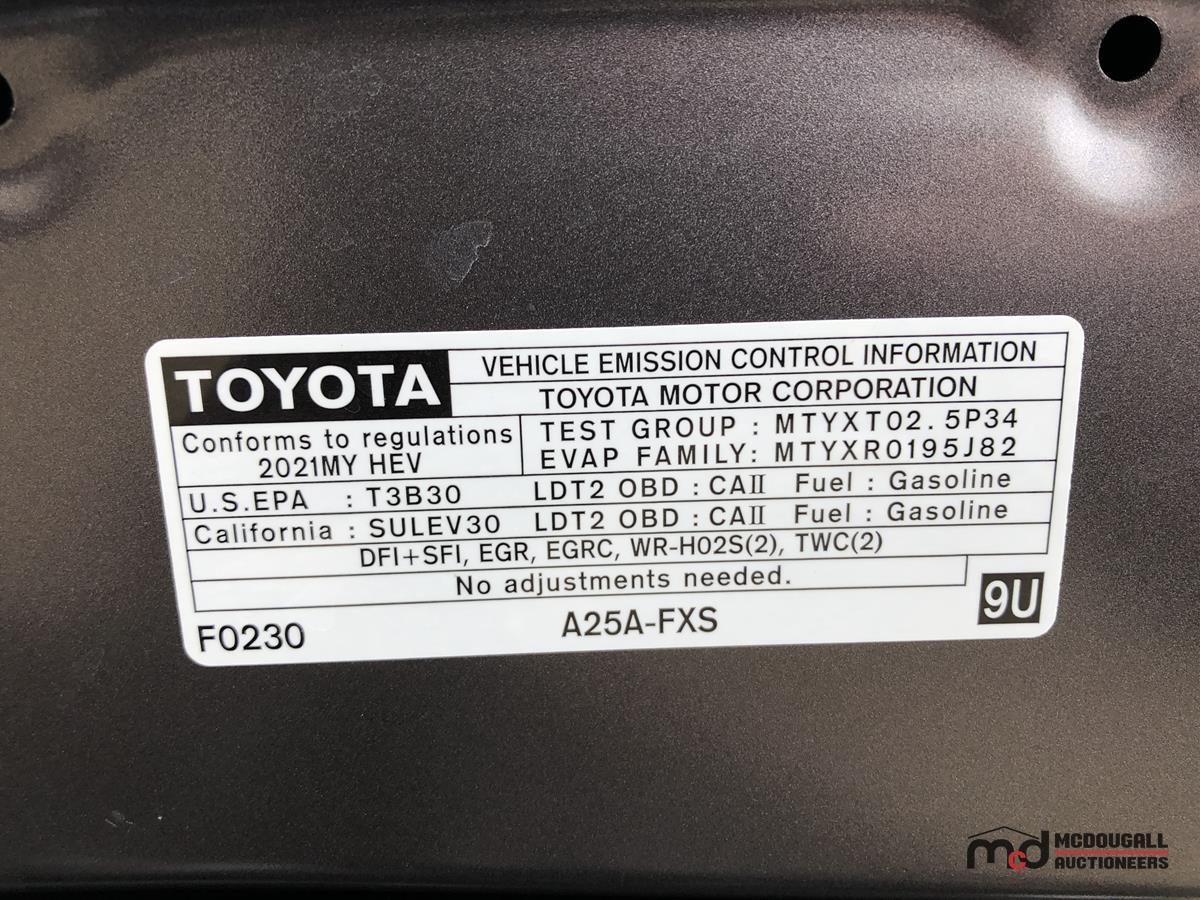 TOYOTA
VEHICLE EMISSION CONTROL INFORMATION
TOYOTA MOTOR CORPORATION
Conforms to regulations
2021MY HEV
TEST GROUP : MTYXT02.5P34
EVAP FAMILY: MTYXR0195J82
U.S.EPA : T3B30 LDT2 OBD : CAII Fuel : Gasoline
California : SULEV30 LDT2 OBD : CAII Fuel : Gasoline
DFI+SFI, EGR, EGRC, WR-HO2S(2), TWC(2)
No adjustments needed.
F0230 A25A-FXS 9U
mcd MCDOUGALL
AUCTIONEERS